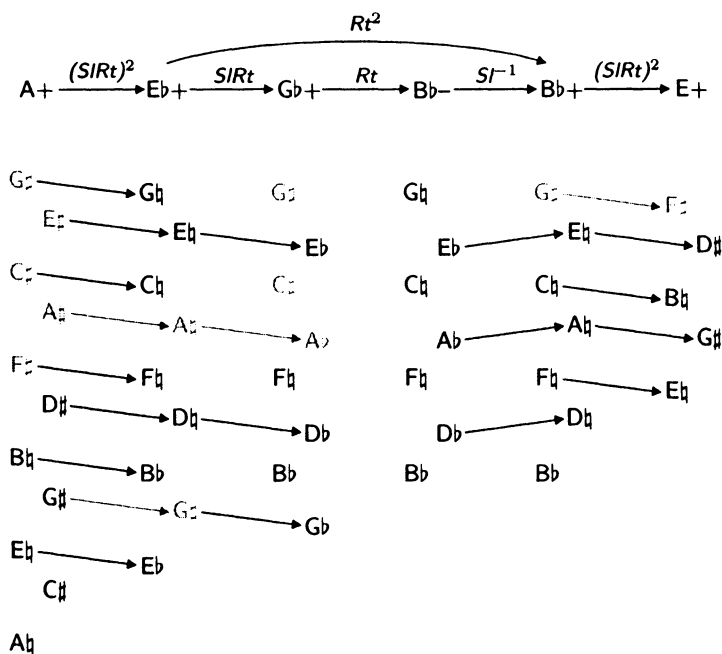 Rt²
(SlRt)² SlRt Rt Sl⁻¹ (SlRt)²
A+ E♭+ G♭+ B♭− B♭+ E+
G♮ G♮
E♮ E♭ E♭ E♮ D♯
C♮ C♮ C♮ B♮
A♭ A♮ G♯
F♮ F♮ F♮ F♮ E♮
D♯ D♮ D♭ D♭ D♮
B♮ B♭ B♭ B♭ B♭
G♯ G♭
E♮ E♭
C♯
A♮